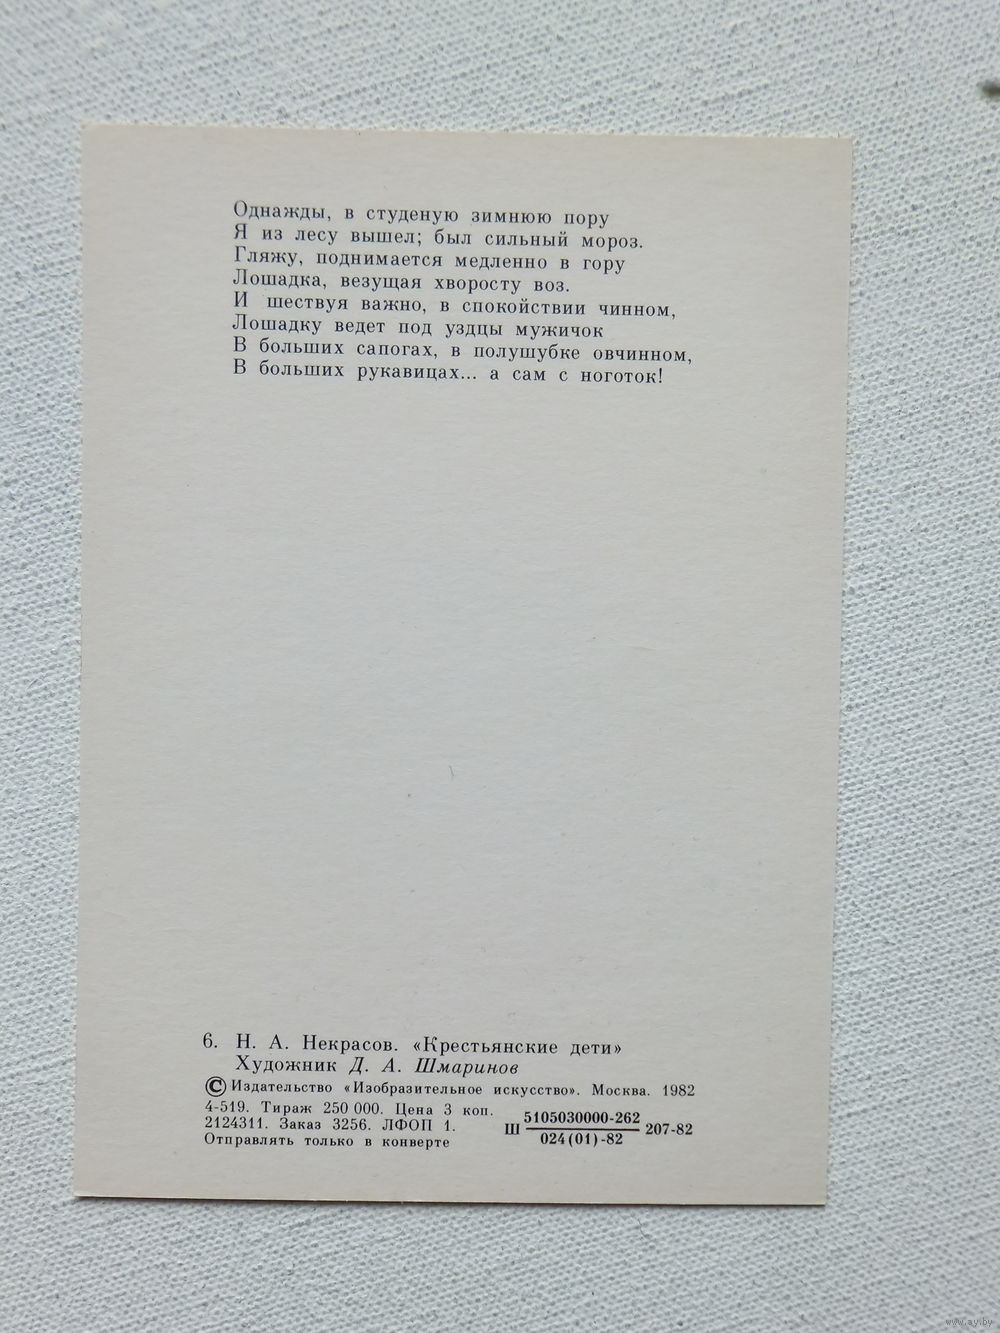 Однажды, в студеную зимнюю пору
Я из лесу вышел; был сильный мороз.
Гляжу, поднимается медленно в гору
Лошадка, везущая хворосту воз.
И шествуя важно, в спокойствии чинном,
Лошадку ведет под уздцы мужичок
В больших сапогах, в полушубке овчинном,
В больших рукавицах... а сам с ноготок!
6. Н. А. Некрасов. «Крестьянские дети»
Художник Д. А. Шмаринов
© Издательство «Изобразительное искусство». Москва. 1982
4-519. Тираж 250 000. Цена 3 коп.
2124311. Заказ 3256. ЛФОП 1.
Отправлять только в конверте
Ш 5105030000-262
024(01)-82 207-82
www.ay.by